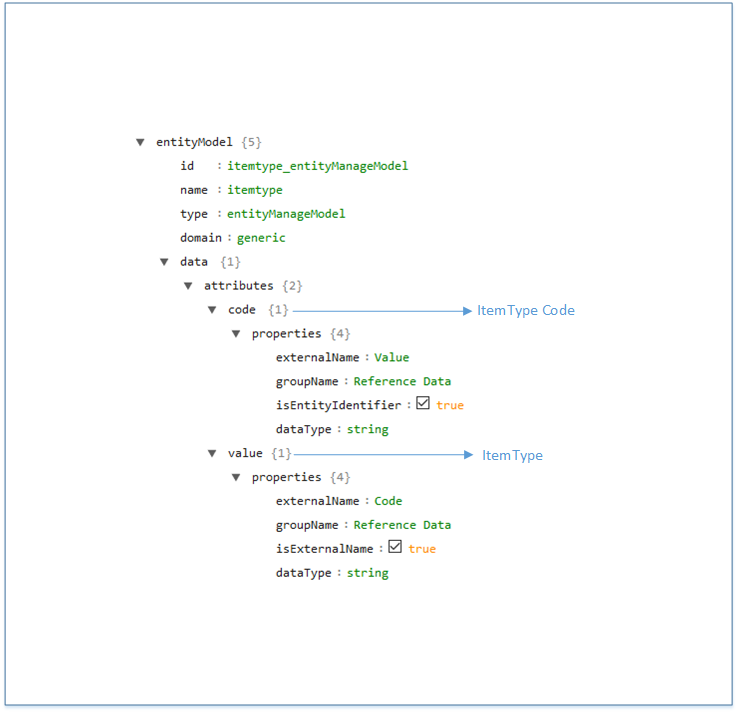 entityModel {5}
id : itemtype_entityManageModel
name : itemtype
type : entityManageModel
domain : generic
data {1}
attributes {2}
code {1} ItemType Code
properties {4}
externalName : Value
groupName : Reference Data
isEntityIdentifier : true
dataType : string
value {1} ItemType
properties {4}
externalName : Code
groupName : Reference Data
isExternalName : true
dataType : string